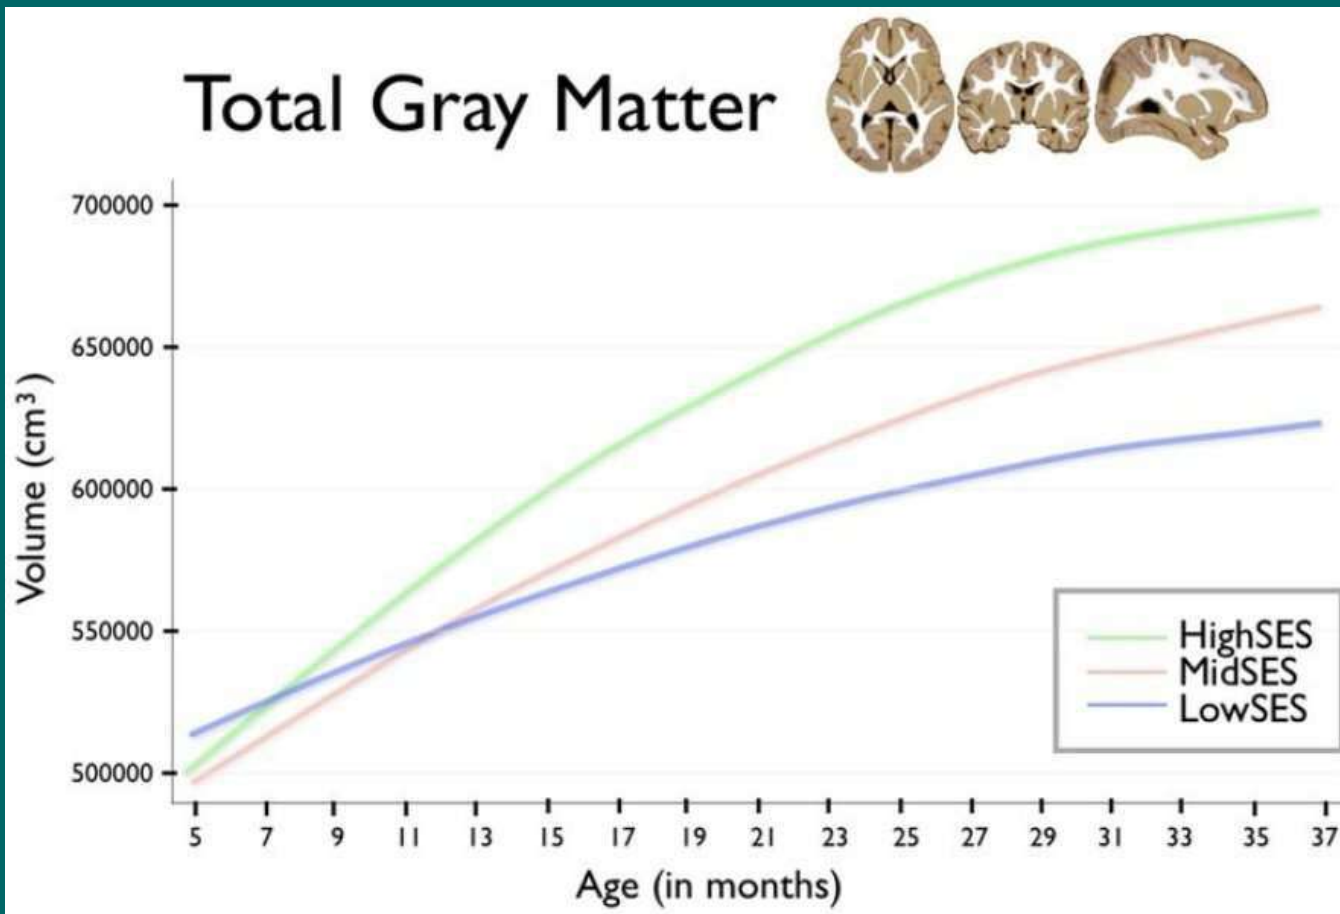 Total Gray Matter
700000
650000
600000
550000
500000
Volume (cm³)
5 7 9 11 13 15 17 19 21 23 25 27 29 31 33 35 37
Age (in months)
HighSES
MidSES
LowSES